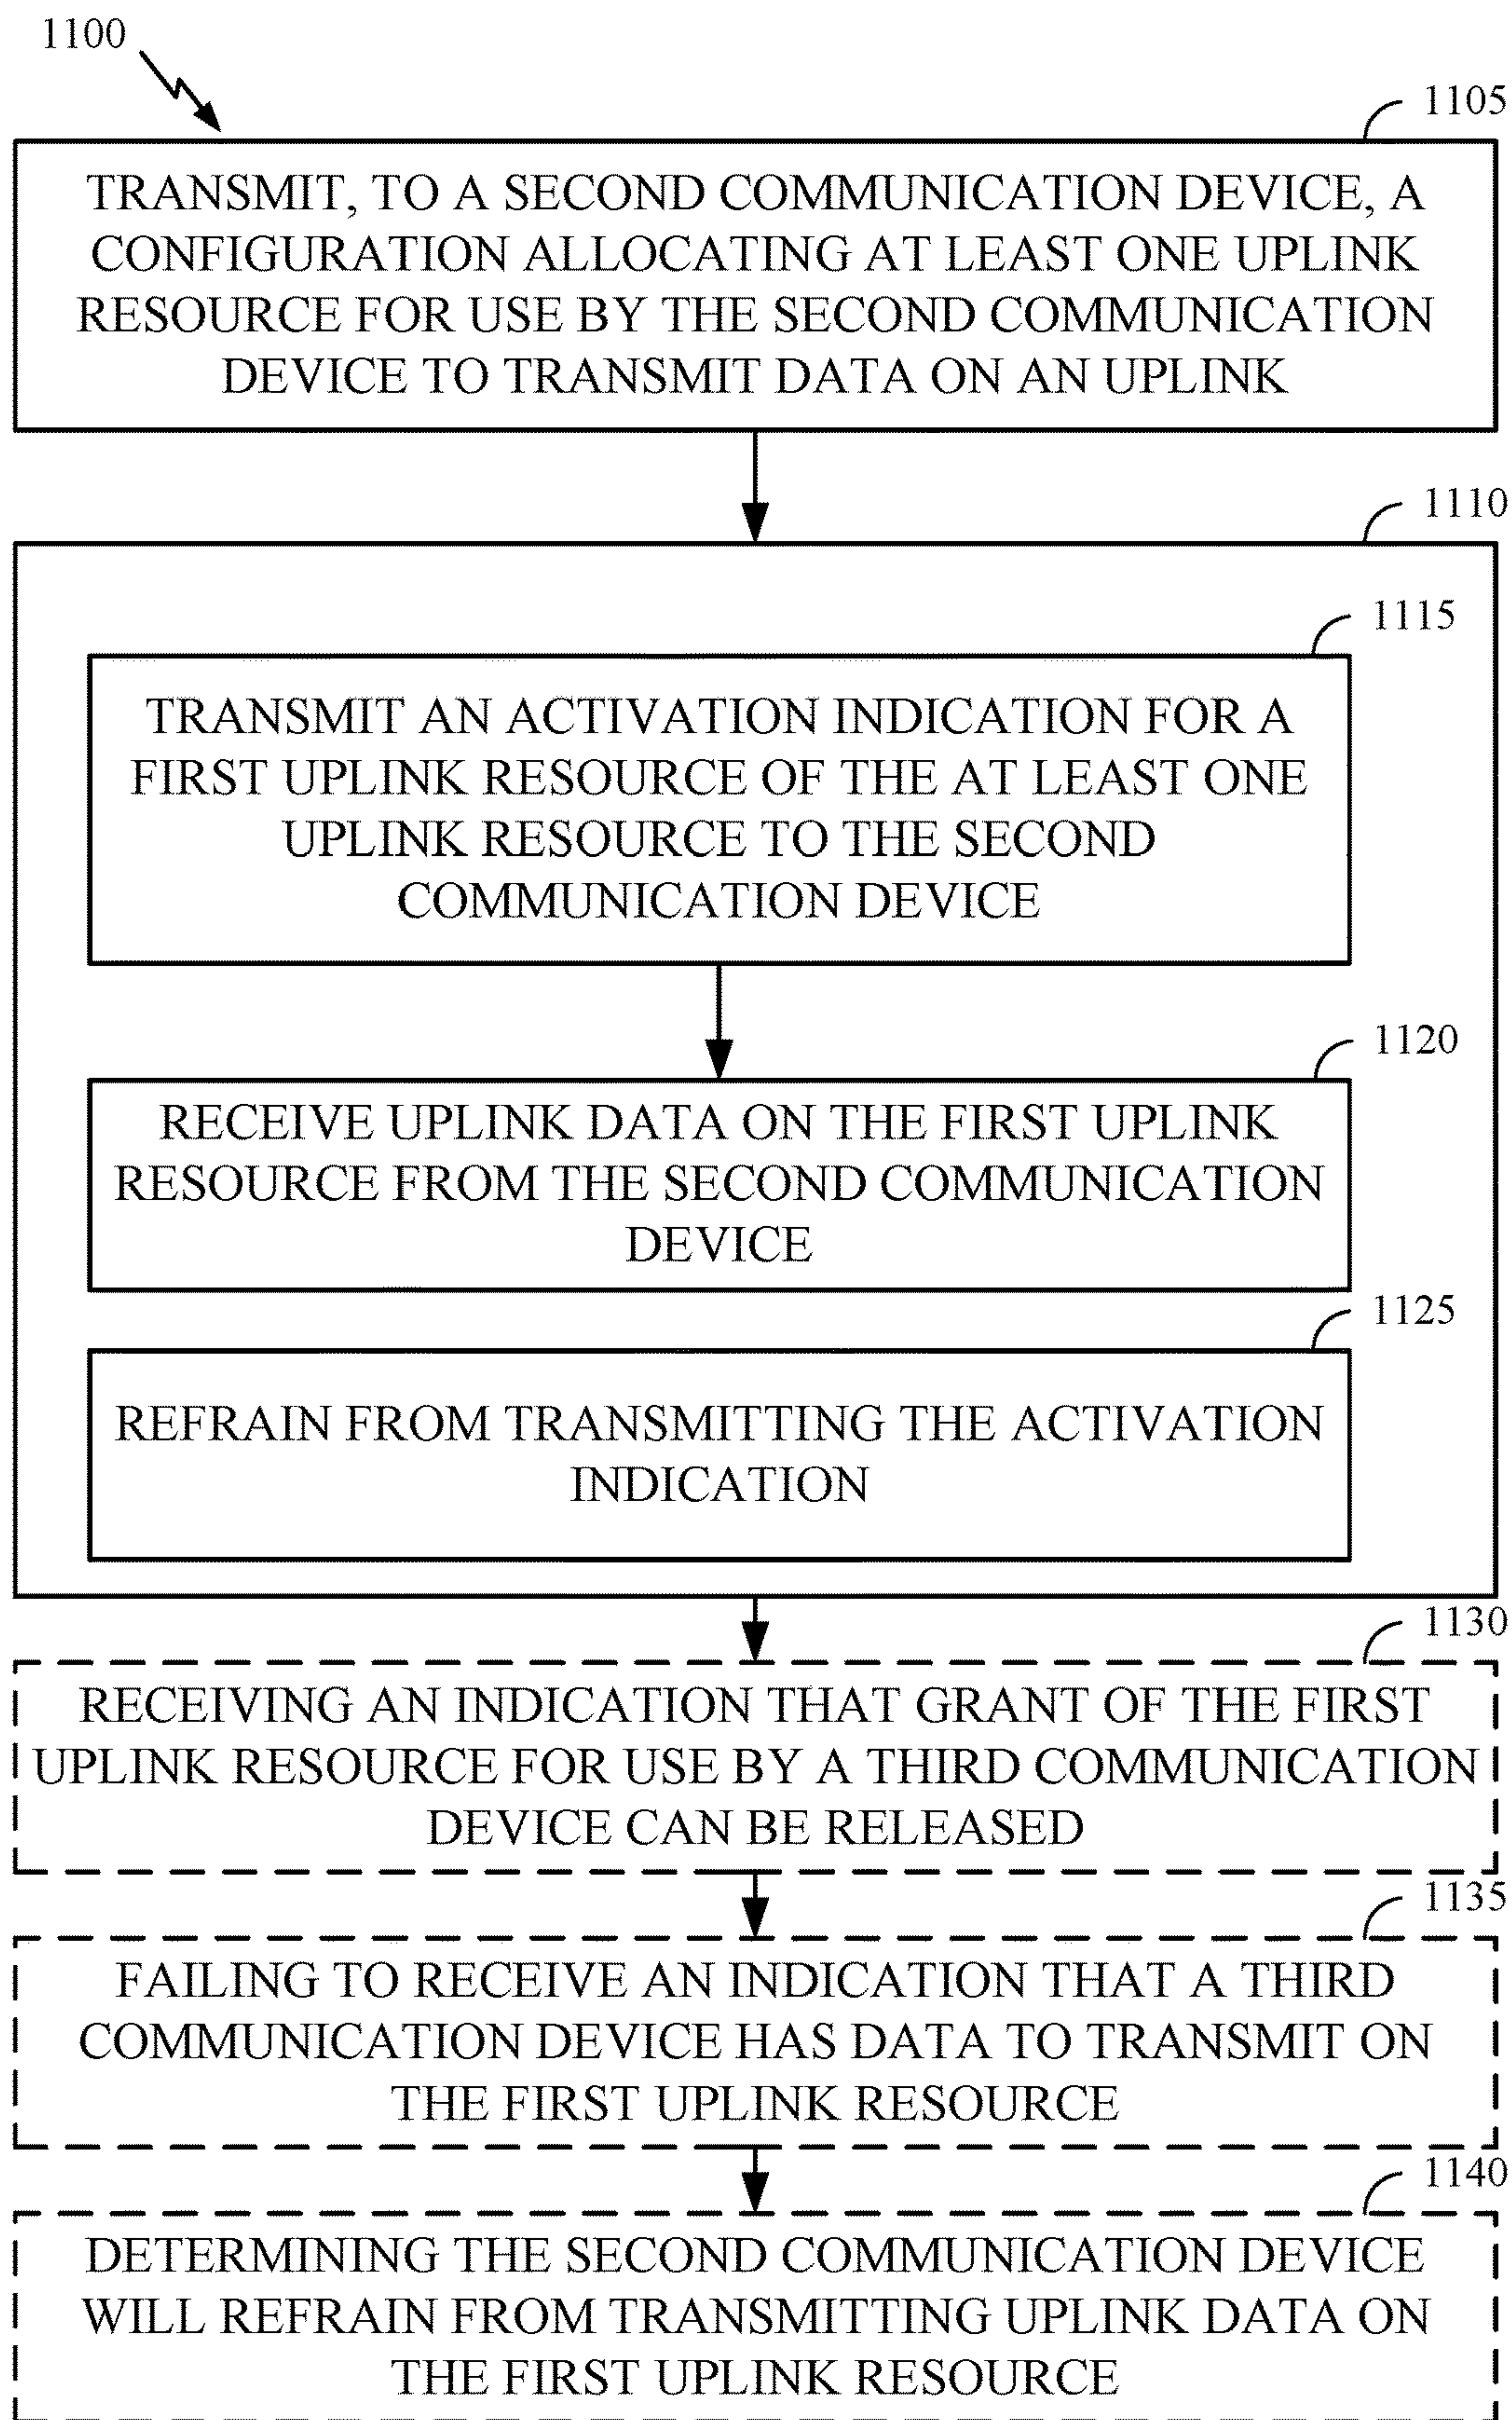 1100
1105
TRANSMIT, TO A SECOND COMMUNICATION DEVICE, A
CONFIGURATION ALLOCATING AT LEAST ONE UPLINK
RESOURCE FOR USE BY THE SECOND COMMUNICATION
DEVICE TO TRANSMIT DATA ON AN UPLINK
1110
1115
TRANSMIT AN ACTIVATION INDICATION FOR A
FIRST UPLINK RESOURCE OF THE AT LEAST ONE
UPLINK RESOURCE TO THE SECOND
COMMUNICATION DEVICE
1120
RECEIVE UPLINK DATA ON THE FIRST UPLINK
RESOURCE FROM THE SECOND COMMUNICATION
DEVICE
1125
REFRAIN FROM TRANSMITTING THE ACTIVATION
INDICATION
1130
RECEIVING AN INDICATION THAT GRANT OF THE FIRST
UPLINK RESOURCE FOR USE BY A THIRD COMMUNICATION
DEVICE CAN BE RELEASED
1135
FAILING TO RECEIVE AN INDICATION THAT A THIRD
COMMUNICATION DEVICE HAS DATA TO TRANSMIT ON
THE FIRST UPLINK RESOURCE
1140
DETERMINING THE SECOND COMMUNICATION DEVICE
WILL REFRAIN FROM TRANSMITTING UPLINK DATA ON
THE FIRST UPLINK RESOURCE